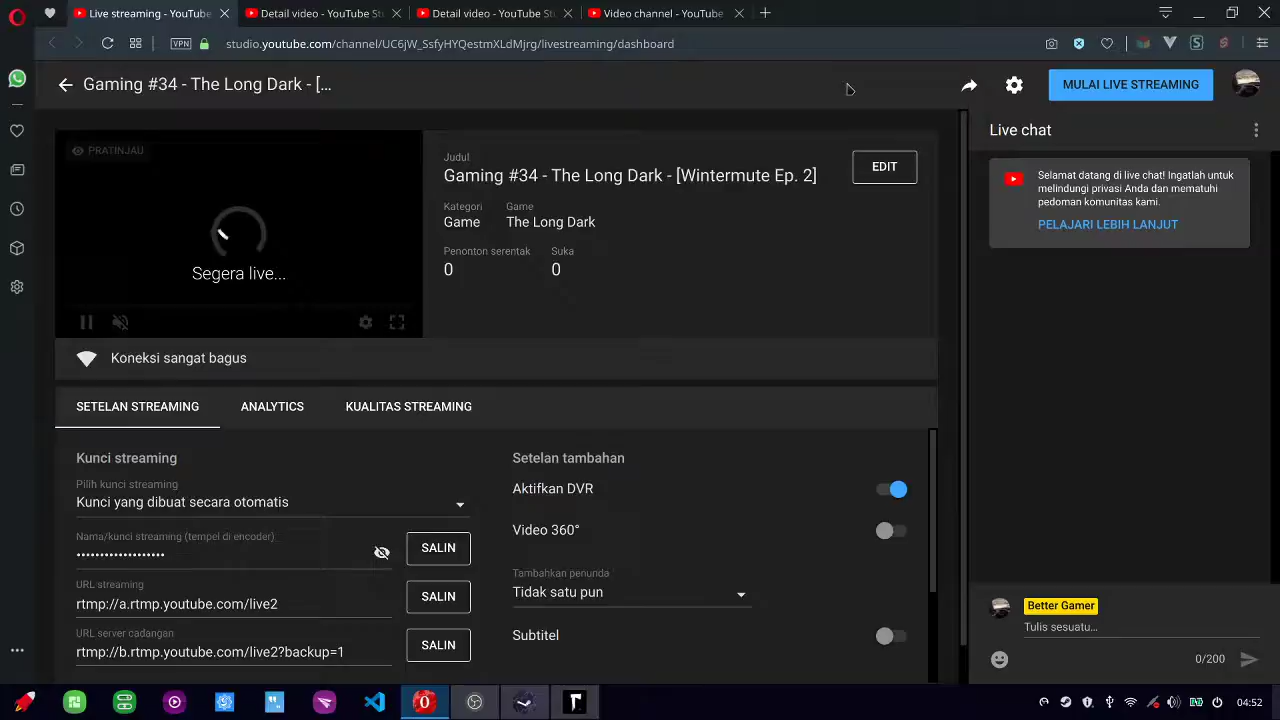 Live streaming - YouTube
Detail video - YouTube St
Detail video - YouTube St
Video channel - YouTube
VPN
studio.youtube.com/channel/UC6jW_SsfyHYQestmXLdMjrg/livestreaming/dashboard
Gaming #34 - The Long Dark - [...
MULAI LIVE STREAMING
PRATINJAU
Segera live...
Judul
Gaming #34 - The Long Dark - [Wintermute Ep. 2]
EDIT
Kategori
Game
Game
The Long Dark
Penonton serentak
Suka
0
0
Koneksi sangat bagus
SETELAN STREAMING
ANALYTICS
KUALITAS STREAMING
Kunci streaming
Pilih kunci streaming
Kunci yang dibuat secara otomatis
Nama/kunci streaming (tempel di encoder)
•••••••••••••••••••
SALIN
URL streaming
rtmp://a.rtmp.youtube.com/live2
SALIN
URL server cadangan
rtmp://b.rtmp.youtube.com/live2?backup=1
SALIN
Setelan tambahan
Aktifkan DVR
Video 360°
Tambahkan penunda
Tidak satu pun
Subtitel
Live chat
Selamat datang di live chat! Ingatlah untuk
melindungi privasi Anda dan mematuhi
pedoman komunitas kami.
PELAJARI LEBIH LANJUT
Better Gamer
Tulis sesuatu...
0/200
04:52